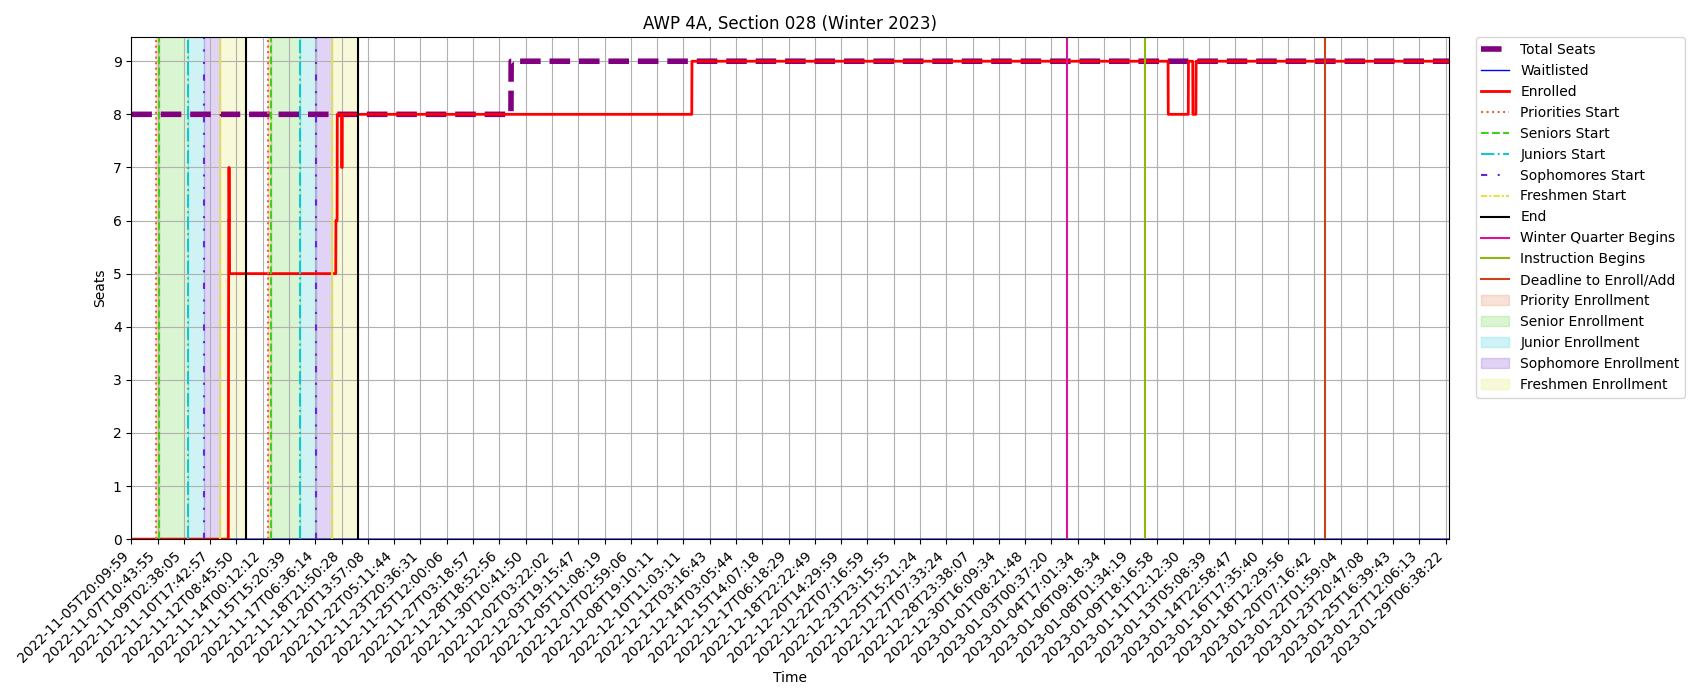 AWP 4A, Section 028 (Winter 2023)
Seats
9
8
7
6
5
4
3
2
1
0
2022-11-05T20:09:59
2022-11-07T10:43:55
2022-11-09T02:38:05
2022-11-10T17:42:57
2022-11-12T08:45:50
2022-11-14T00:12:12
2022-11-15T15:20:39
2022-11-17T06:36:14
2022-11-18T21:50:28
2022-11-20T13:57:08
2022-11-22T05:11:44
2022-11-23T20:36:31
2022-11-25T12:00:06
2022-11-27T03:18:57
2022-11-28T18:52:56
2022-11-30T10:41:50
2022-12-02T03:22:02
2022-12-03T19:15:47
2022-12-05T11:08:19
2022-12-07T02:59:06
2022-12-08T19:10:11
2022-12-10T11:03:11
2022-12-12T03:16:43
2022-12-14T03:05:44
2022-12-15T14:07:18
2022-12-17T06:18:29
2022-12-18T22:22:49
2022-12-20T14:29:59
2022-12-22T07:16:59
2022-12-23T23:15:55
2022-12-25T15:21:24
2022-12-27T07:33:24
2022-12-28T23:38:07
2022-12-30T16:09:34
2023-01-01T08:21:48
2023-01-03T00:37:20
2023-01-04T17:01:34
2023-01-06T09:18:34
2023-01-08T01:34:19
2023-01-09T18:16:58
2023-01-11T12:12:30
2023-01-13T05:08:39
2023-01-14T22:58:47
2023-01-16T17:35:40
2023-01-18T12:29:56
2023-01-20T07:16:42
2023-01-22T01:59:04
2023-01-23T20:47:08
2023-01-25T16:39:43
2023-01-27T12:06:13
2023-01-29T06:38:22
Time
Total Seats
Waitlisted
Enrolled
Priorities Start
Seniors Start
Juniors Start
Sophomores Start
Freshmen Start
End
Winter Quarter Begins
Instruction Begins
Deadline to Enroll/Add
Priority Enrollment
Senior Enrollment
Junior Enrollment
Sophomore Enrollment
Freshmen Enrollment